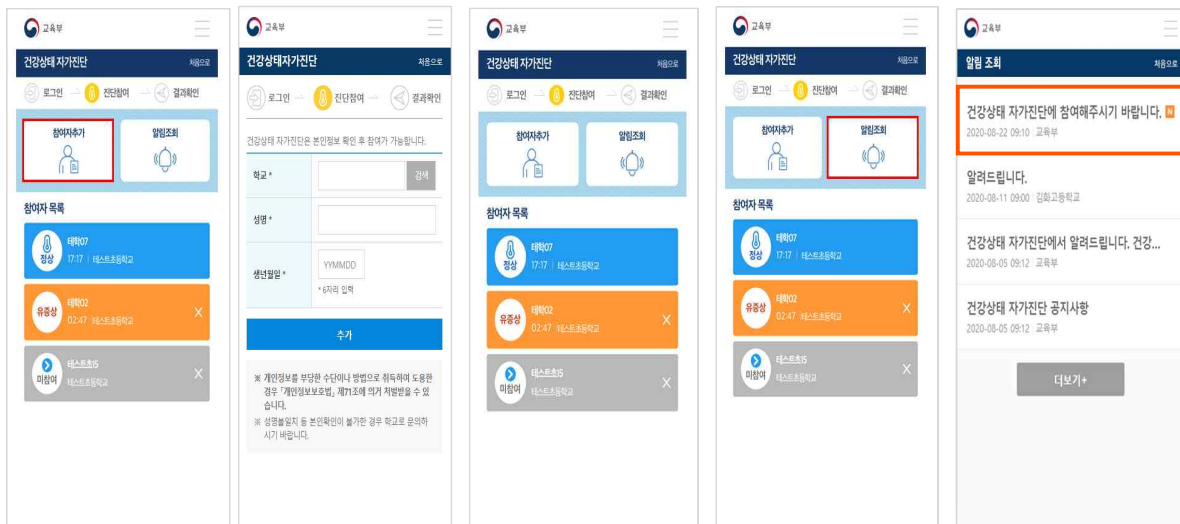 교육부
건강상태 자가진단 처음으로
로그인 진단참여 결과확인
참여자추가 알림조회
참여자 목록
태학07
정상 17:17 | 테스트초등학교
태학02
유증상 02:47 테스트초등학교 X
테스트초15
미참여 테스트초등학교 X
교육부
건강상태자가진단 처음으로
로그인 진단참여 결과확인
건강상태 자가진단은 본인정보 확인 후 참여가 가능합니다.
학교 * 검색
성명 *
생년월일 * YYMMDD
* 6자리 입력
추가
※ 개인정보를 부당한 수단이나 방법으로 취득하여 도용한
경우 「개인정보보호법」 제71조에 의거 처벌받을 수 있
습니다.
※ 성명불일치 등 본인확인이 불가한 경우 학교로 문의하
시기 바랍니다.
교육부
건강상태 자가진단 처음으로
로그인 진단참여 결과확인
참여자추가 알림조회
참여자 목록
태학07
정상 17:17 | 테스트초등학교
태학02
유증상 02:47 테스트초등학교 X
테스트초15
미참여 테스트초등학교 X
교육부
건강상태 자가진단 처음으로
로그인 진단참여 결과확인
참여자추가 알림조회
참여자 목록
태학07
정상 17:17 | 테스트초등학교
태학02
유증상 02:47 테스트초등학교 X
테스트초15
미참여 테스트초등학교 X
교육부
알림 조회 처음으로
건강상태 자가진단에 참여해주시기 바랍니다. N
2020-08-22 09:10 | 교육부
알려드립니다.
2020-08-11 09:00 | 김화고등학교
건강상태 자가진단에서 알려드립니다. 건강...
2020-08-05 09:12 | 교육부
건강상태 자가진단 공지사항
2020-08-05 09:12 | 교육부
더보기+